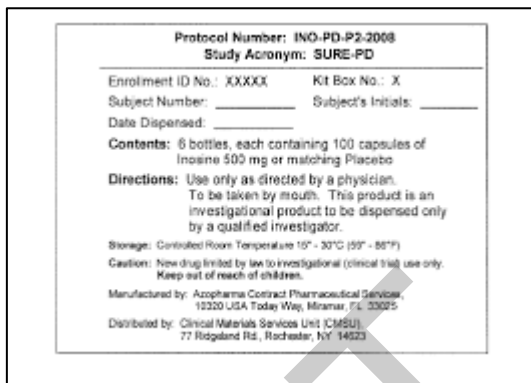 Protocol Number: INO-PD-P2-2008
Study Acronym: SURE-PD
Enrollment ID No.: XXXXX Kit Box No.: X
Subject Number: __________ Subject's Initials: _______
Date Dispensed: __________
Contents: 6 bottles, each containing 100 capsules of
Inosine 500 mg or matching Placebo
Directions: Use only as directed by a physician.
To be taken by mouth. This product is an
investigational product to be dispensed only
by a qualified investigator.
Storage: Controlled Room Temperature 15° - 30°C (59° - 86°F)
Caution: New drug limited by law to investigational (clinical trial) use only.
Keep out of reach of children.
Manufactured by: Azopharma Contract Pharmaceutical Services,
10320 USA Today Way, Miramar, FL 33025
Distributed by: Clinical Materials Services Unit (CMSU),
77 Ridgeland Rd., Rochester, NY 14623